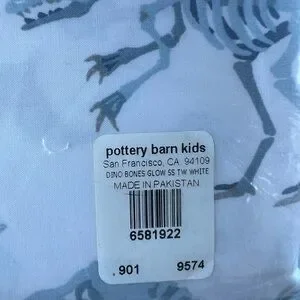 pottery barn kids
San Francisco, CA 94109
DINO BONES GLOW SS TW WHITE
MADE IN PAKISTAN
6581922
.901 9574